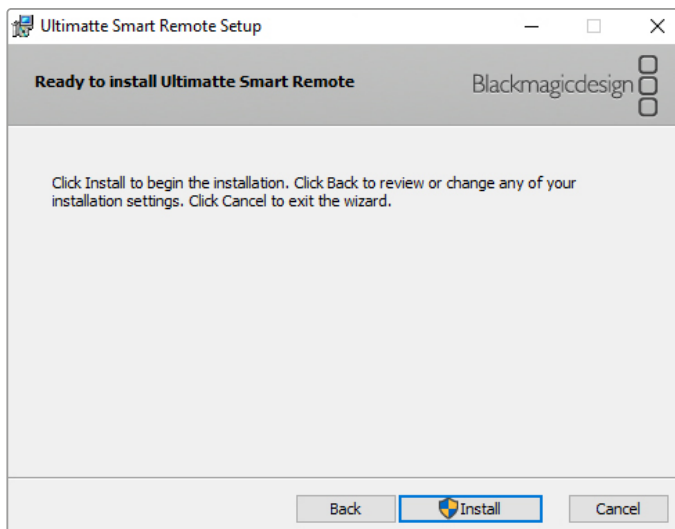 Ultimatte Smart Remote Setup
Ready to install Ultimatte Smart Remote
Blackmagicdesign
Click Install to begin the installation. Click Back to review or change any of your
installation settings. Click Cancel to exit the wizard.
Back
Install
Cancel